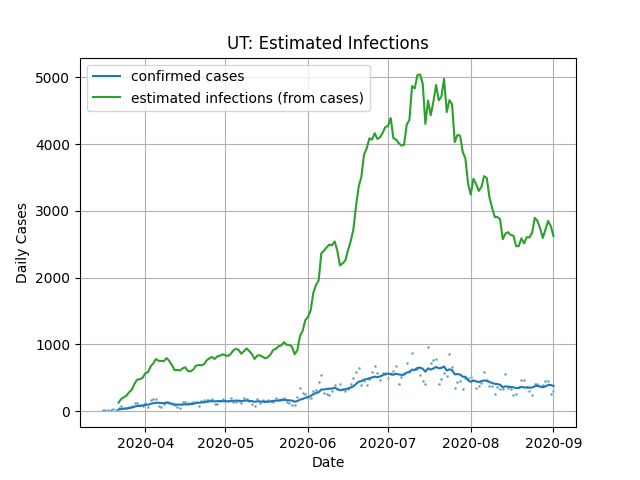 UT: Estimated Infections
confirmed cases
estimated infections (from cases)
Daily Cases
5000
4000
3000
2000
1000
0
2020-04 2020-05 2020-06 2020-07 2020-08 2020-09
Date